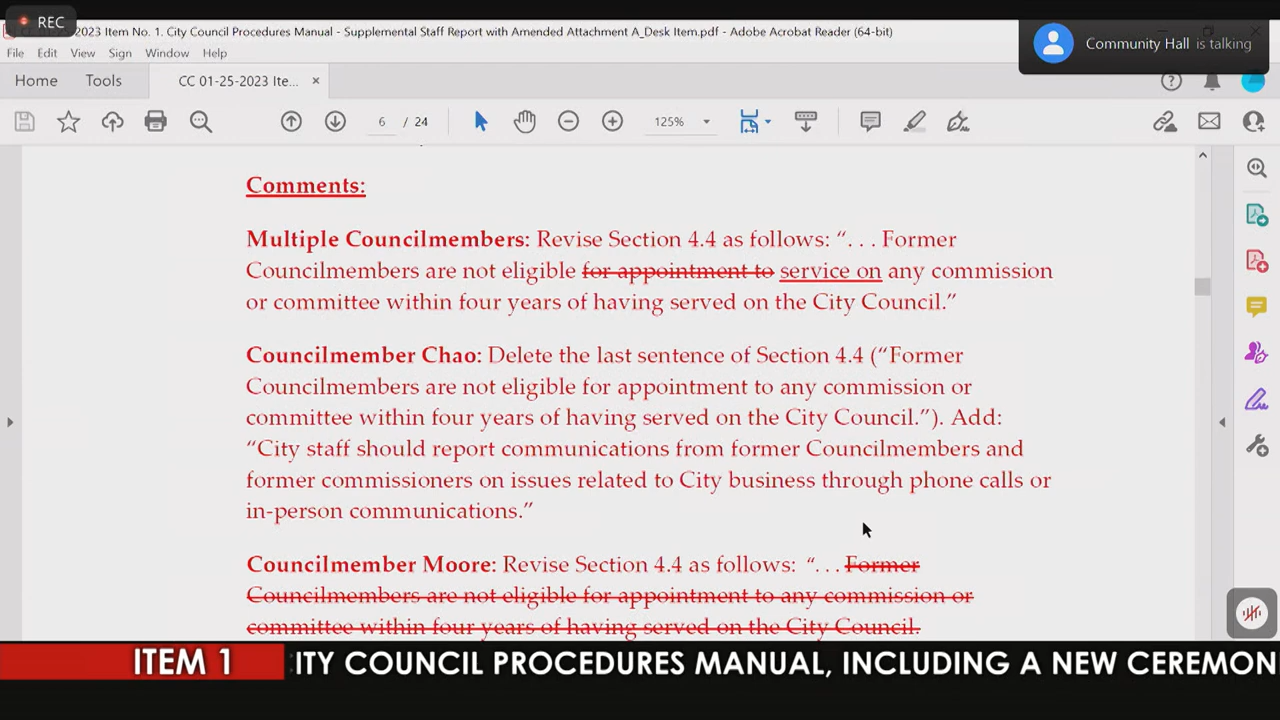 REC
2023 Item No. 1. City Council Procedures Manual - Supplemental Staff Report with Amended Attachment A_Desk Item.pdf - Adobe Acrobat Reader (64-bit)
Community Hall is talking
File Edit View Sign Window Help
Home Tools CC 01-25-2023 Ite... ×
6 / 24 125%
Comments:
Multiple Councilmembers: Revise Section 4.4 as follows: “. . . Former
Councilmembers are not eligible for appointment to service on any commission
or committee within four years of having served on the City Council.”
Councilmember Chao: Delete the last sentence of Section 4.4 (“Former
Councilmembers are not eligible for appointment to any commission or
committee within four years of having served on the City Council.”). Add:
“City staff should report communications from former Councilmembers and
former commissioners on issues related to City business through phone calls or
in-person communications.”
Councilmember Moore: Revise Section 4.4 as follows: “. . . Former
Councilmembers are not eligible for appointment to any commission or
committee within four years of having served on the City Council.
ITEM 1 ITY COUNCIL PROCEDURES MANUAL, INCLUDING A NEW CEREMON